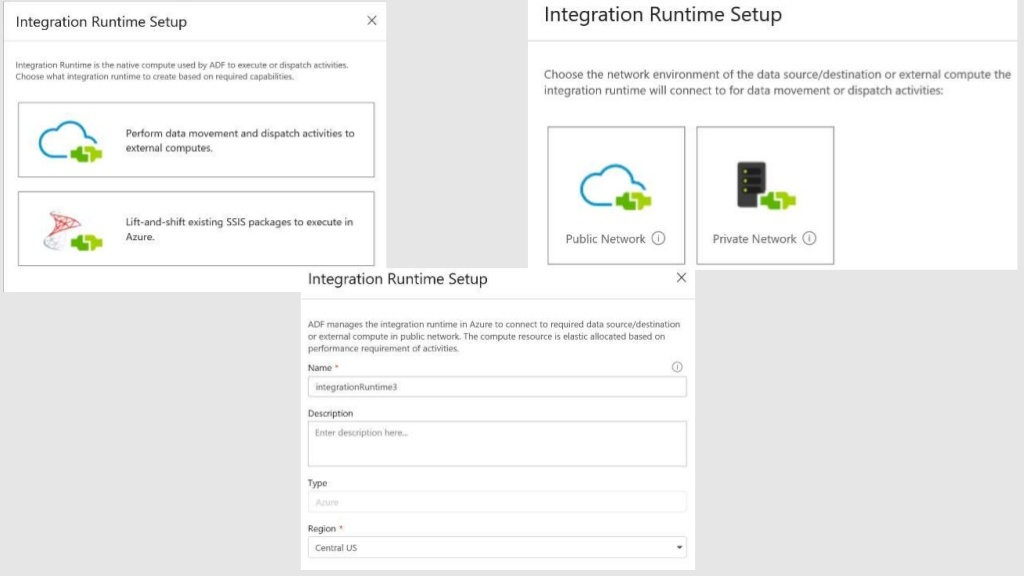 Integration Runtime Setup
Integration Runtime is the native compute used by ADF to execute or dispatch activities.
Choose what integration runtime to create based on required capabilities.
Perform data movement and dispatch activities to
external computes.
Lift-and-shift existing SSIS packages to execute in
Azure.
Integration Runtime Setup
Choose the network environment of the data source/destination or external compute the
integration runtime will connect to for data movement or dispatch activities:
Public Network
Private Network
Integration Runtime Setup
ADF manages the integration runtime in Azure to connect to required data source/destination
or external compute in public network. The compute resource is elastic allocated based on
performance requirement of activities.
Name *
integrationRuntime3
Description
Enter description here...
Type
Azure
Region *
Central US